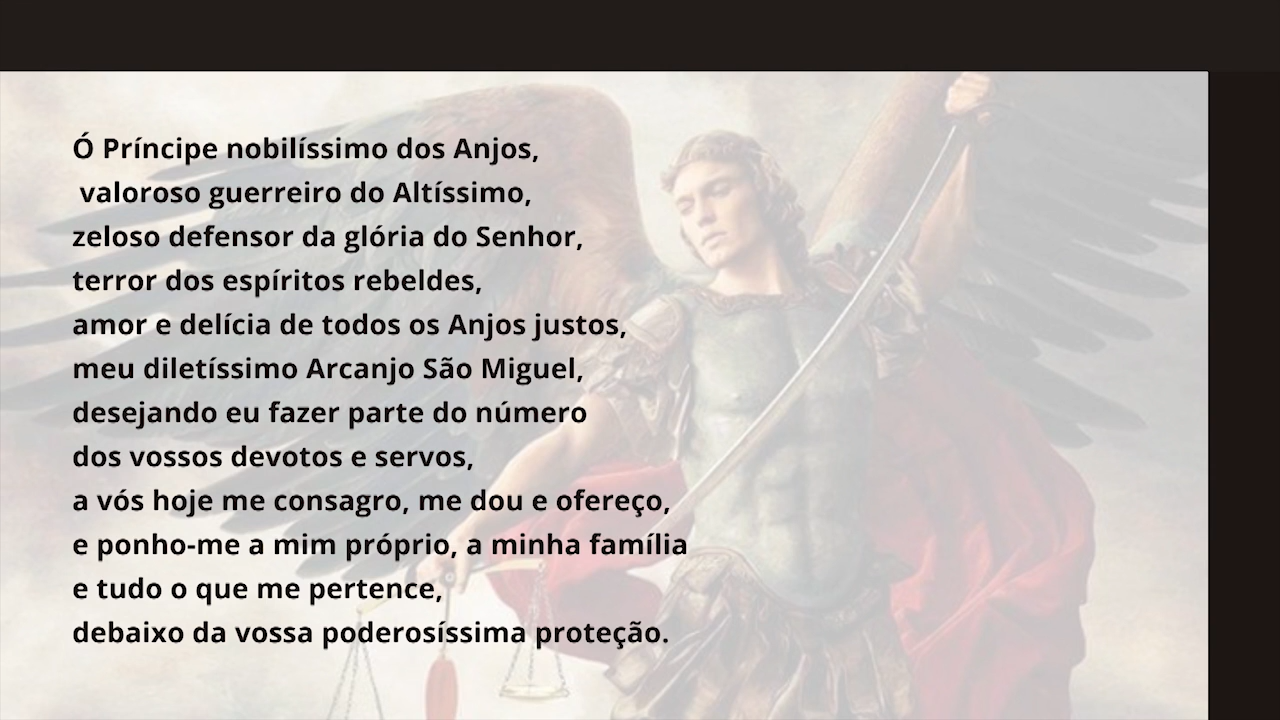 Ó Príncipe nobilíssimo dos Anjos,
valoroso guerreiro do Altíssimo,
zeloso defensor da glória do Senhor,
terror dos espíritos rebeldes,
amor e delícia de todos os Anjos justos,
meu diletíssimo Arcanjo São Miguel,
desejando eu fazer parte do número
dos vossos devotos e servos,
a vós hoje me consagro, me dou e ofereço,
e ponho-me a mim próprio, a minha família
e tudo o que me pertence,
debaixo da vossa poderosíssima proteção.